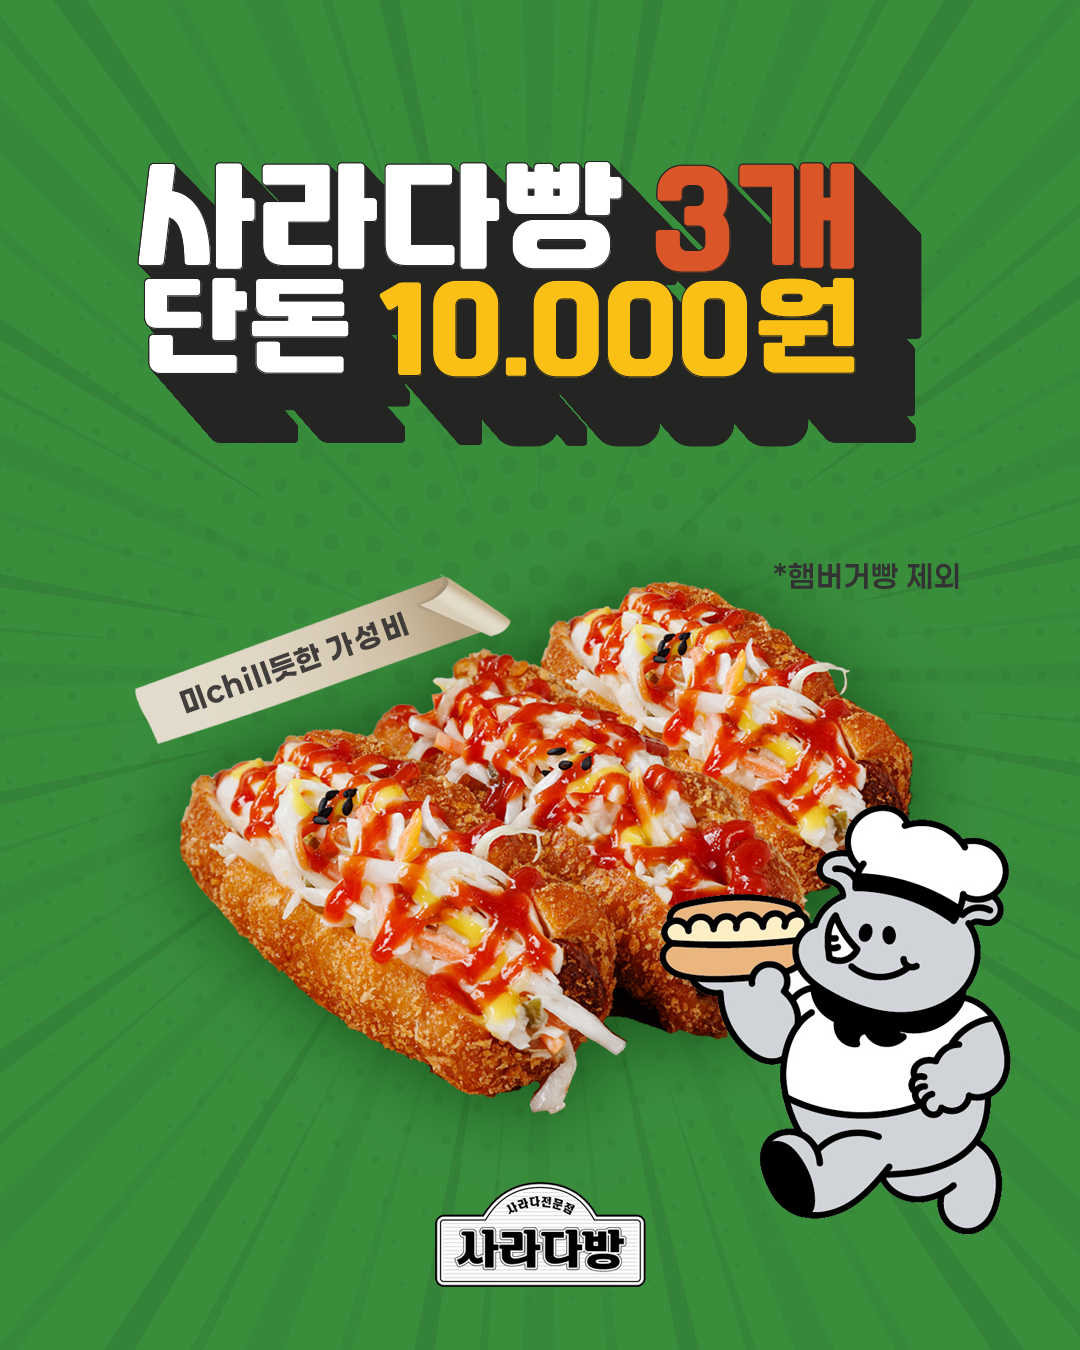 사라다빵 3개
단돈 10.000원
*햄버거빵 제외
미chill듯한 가성비
사라다전문점
사라다방